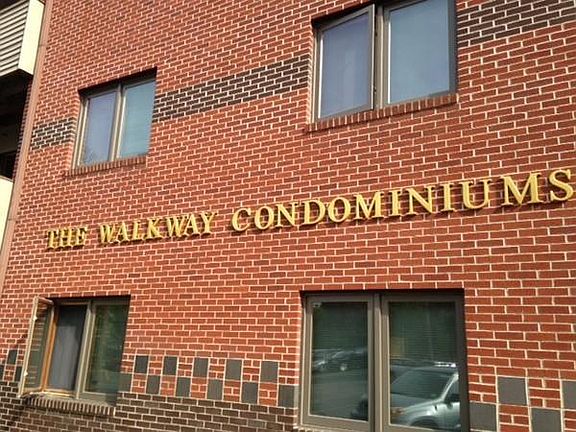 THE WALKWAY CONDOMINIUMS